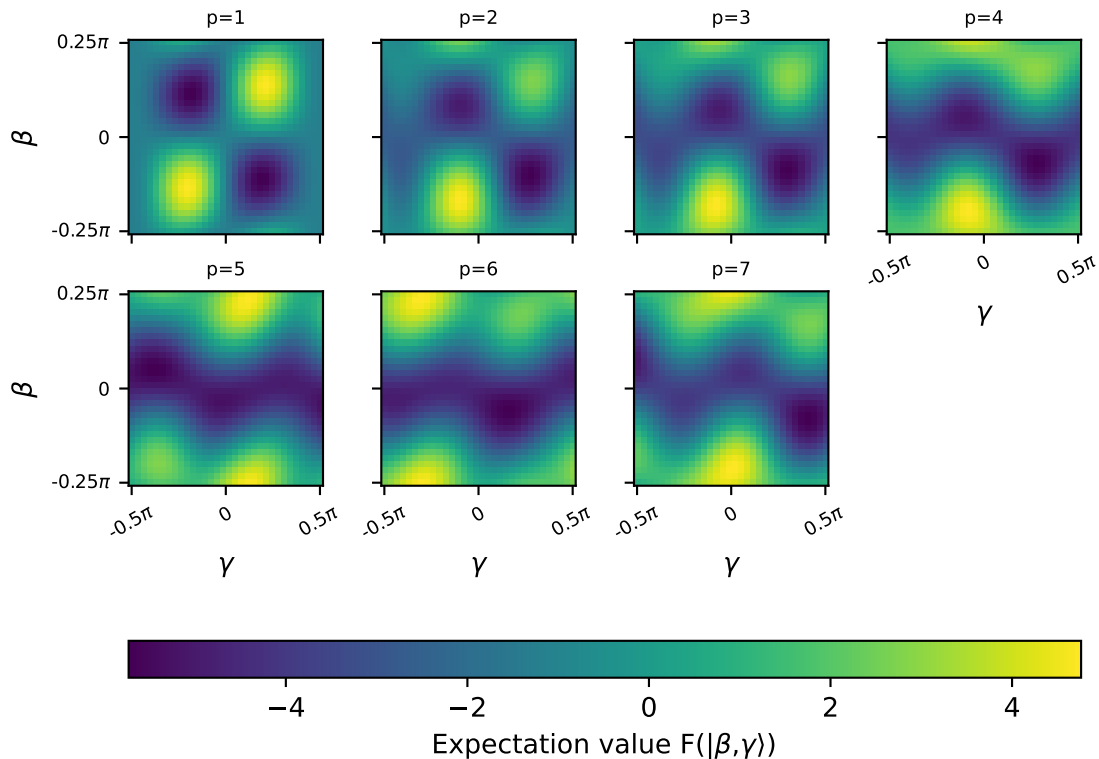 p=1 p=2 p=3 p=4
0.25π
β
0
-0.25π
-0.5π 0 0.5π
γ
p=5 p=6 p=7
0.25π
β
0
-0.25π
-0.5π 0 0.5π -0.5π 0 0.5π -0.5π 0 0.5π
γ γ γ
−4 −2 0 2 4
Expectation value F(|β,γ⟩)